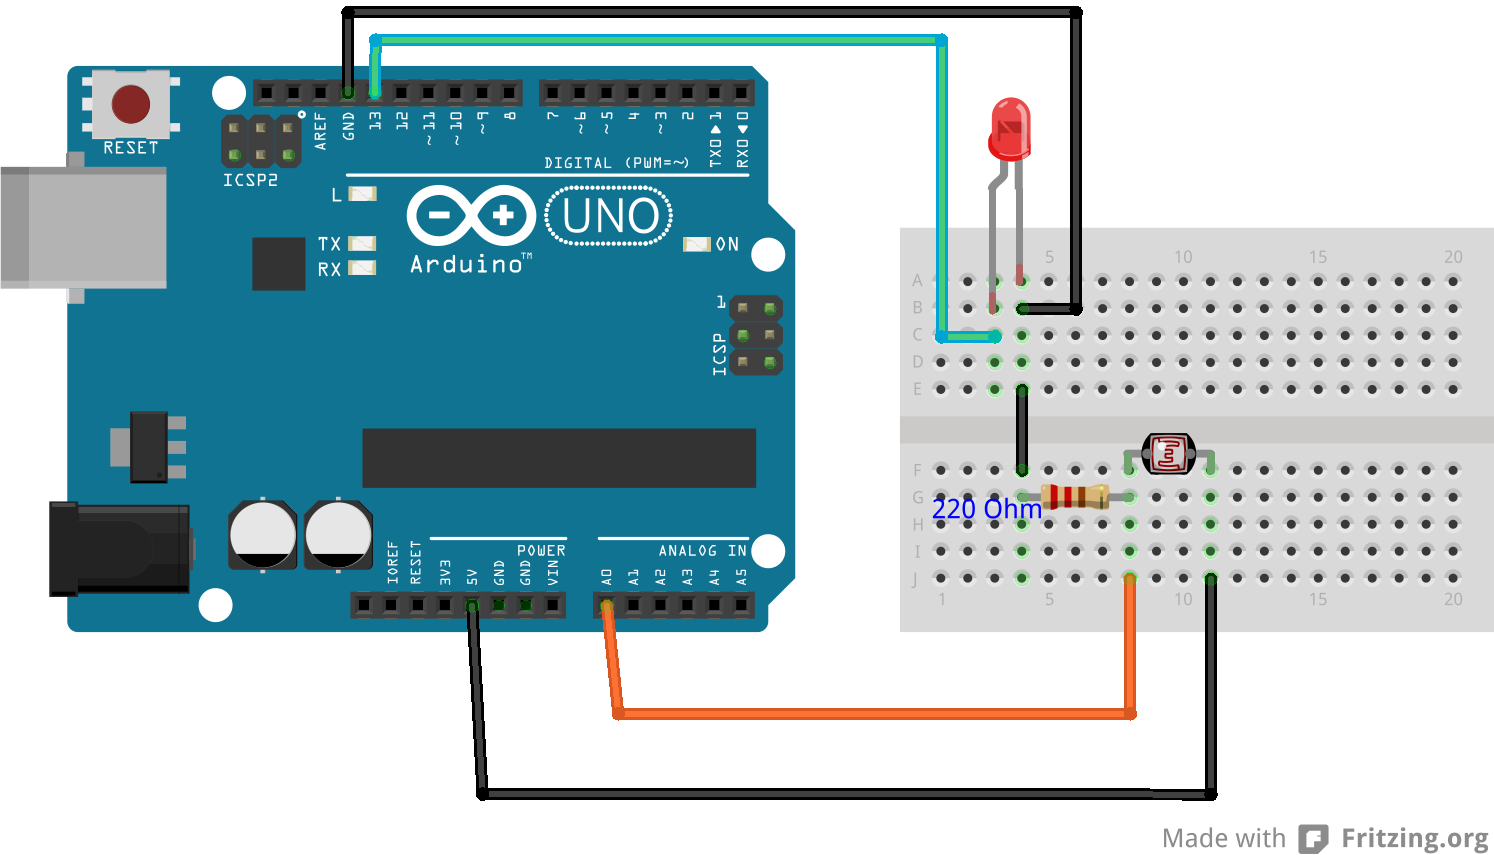 RESET
ICSP2
AREF
GND
13
12
~11
~10
~9
8
7
~6
~5
4
~3
2
TX0▶1
RX0◀0
DIGITAL (PWM=~)
L
TX
RX
UNO
Arduino™
ON
1
ICSP
IOREF
RESET
3V3
5V
GND
GND
VIN
POWER
ANALOG IN
A0
A1
A2
A3
A4
A5
5 10 15 20
A
B
C
D
E
F
G
220 Ohm
H
I
J
1 5 10 15 20
Made with Fritzing.org